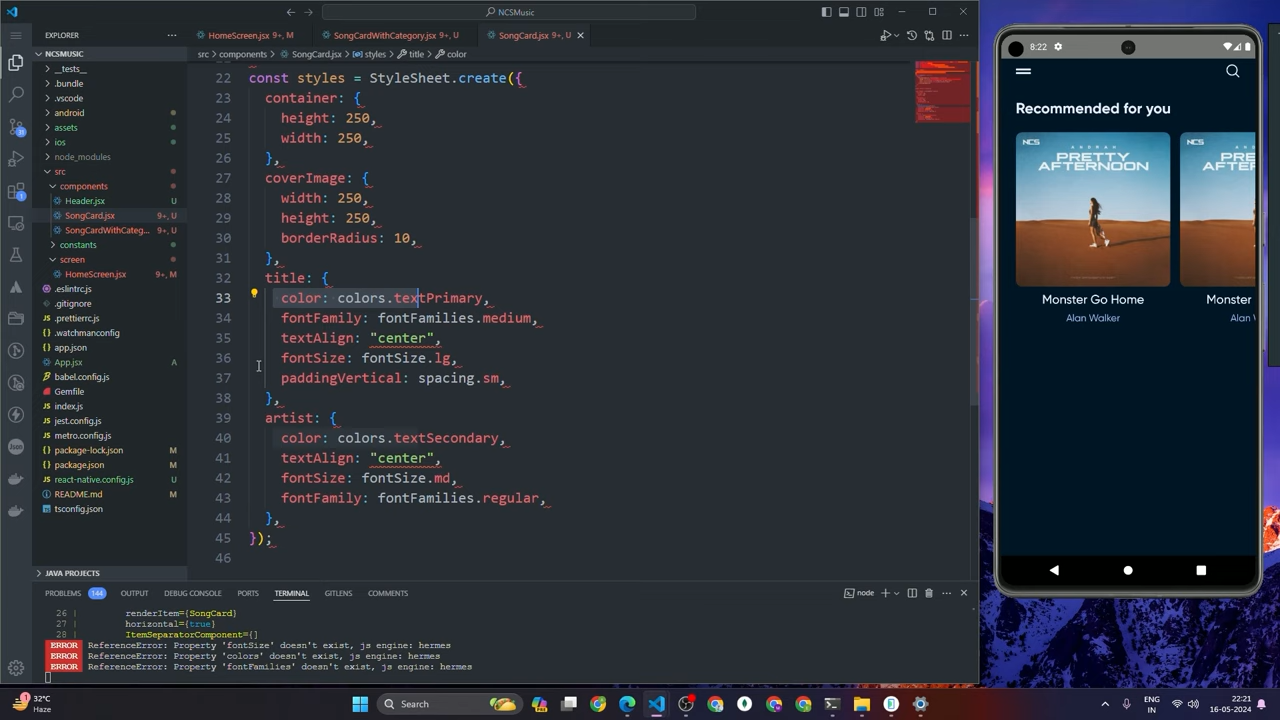 NCSMusic
EXPLORER
NCSMUSIC
__tests__
.bundle
.vscode
android
assets
ios
node_modules
src
components
Header.jsx U
SongCard.jsx 9+, U
SongCardWithCateg... 9+, U
constants
screen
HomeScreen.jsx 9+, M
.eslintrc.js
.gitignore
.prettierrc.js
.watchmanconfig
app.json
App.jsx A
babel.config.js
Gemfile
index.js
jest.config.js
metro.config.js
package-lock.json M
package.json M
react-native.config.js U
README.md M
tsconfig.json
JAVA PROJECTS
HomeScreen.jsx 9+, M
SongCardWithCategory.jsx 9+, U
SongCard.jsx 9+, U
src > components > SongCard.jsx > styles > title > color
22 const styles = StyleSheet.create({
23 container: {
24 height: 250,
25 width: 250,
26 },
27 coverImage: {
28 width: 250,
29 height: 250,
30 borderRadius: 10,
31 },
32 title: {
33 color: colors.textPrimary,
34 fontFamily: fontFamilies.medium,
35 textAlign: "center",
36 fontSize: fontSize.lg,
37 paddingVertical: spacing.sm,
38 },
39 artist: {
40 color: colors.textSecondary,
41 textAlign: "center",
42 fontSize: fontSize.md,
43 fontFamily: fontFamilies.regular,
44 },
45 });
46
PROBLEMS 144 OUTPUT DEBUG CONSOLE PORTS TERMINAL GITLENS COMMENTS
node
26 | renderItem={SongCard}
27 | horizontal={true}
28 | ItemSeparatorComponent={}
ERROR ReferenceError: Property 'fontSize' doesn't exist, js engine: hermes
ERROR ReferenceError: Property 'colors' doesn't exist, js engine: hermes
ERROR ReferenceError: Property 'fontFamilies' doesn't exist, js engine: hermes
8:22
Recommended for you
NCS
PRETTY
AFTERNOON
PRETT
AFTERN
Monster Go Home
Monster
Alan Walker
Alan W
32°C
Haze
Search
ENG
IN
22:21
16-05-2024